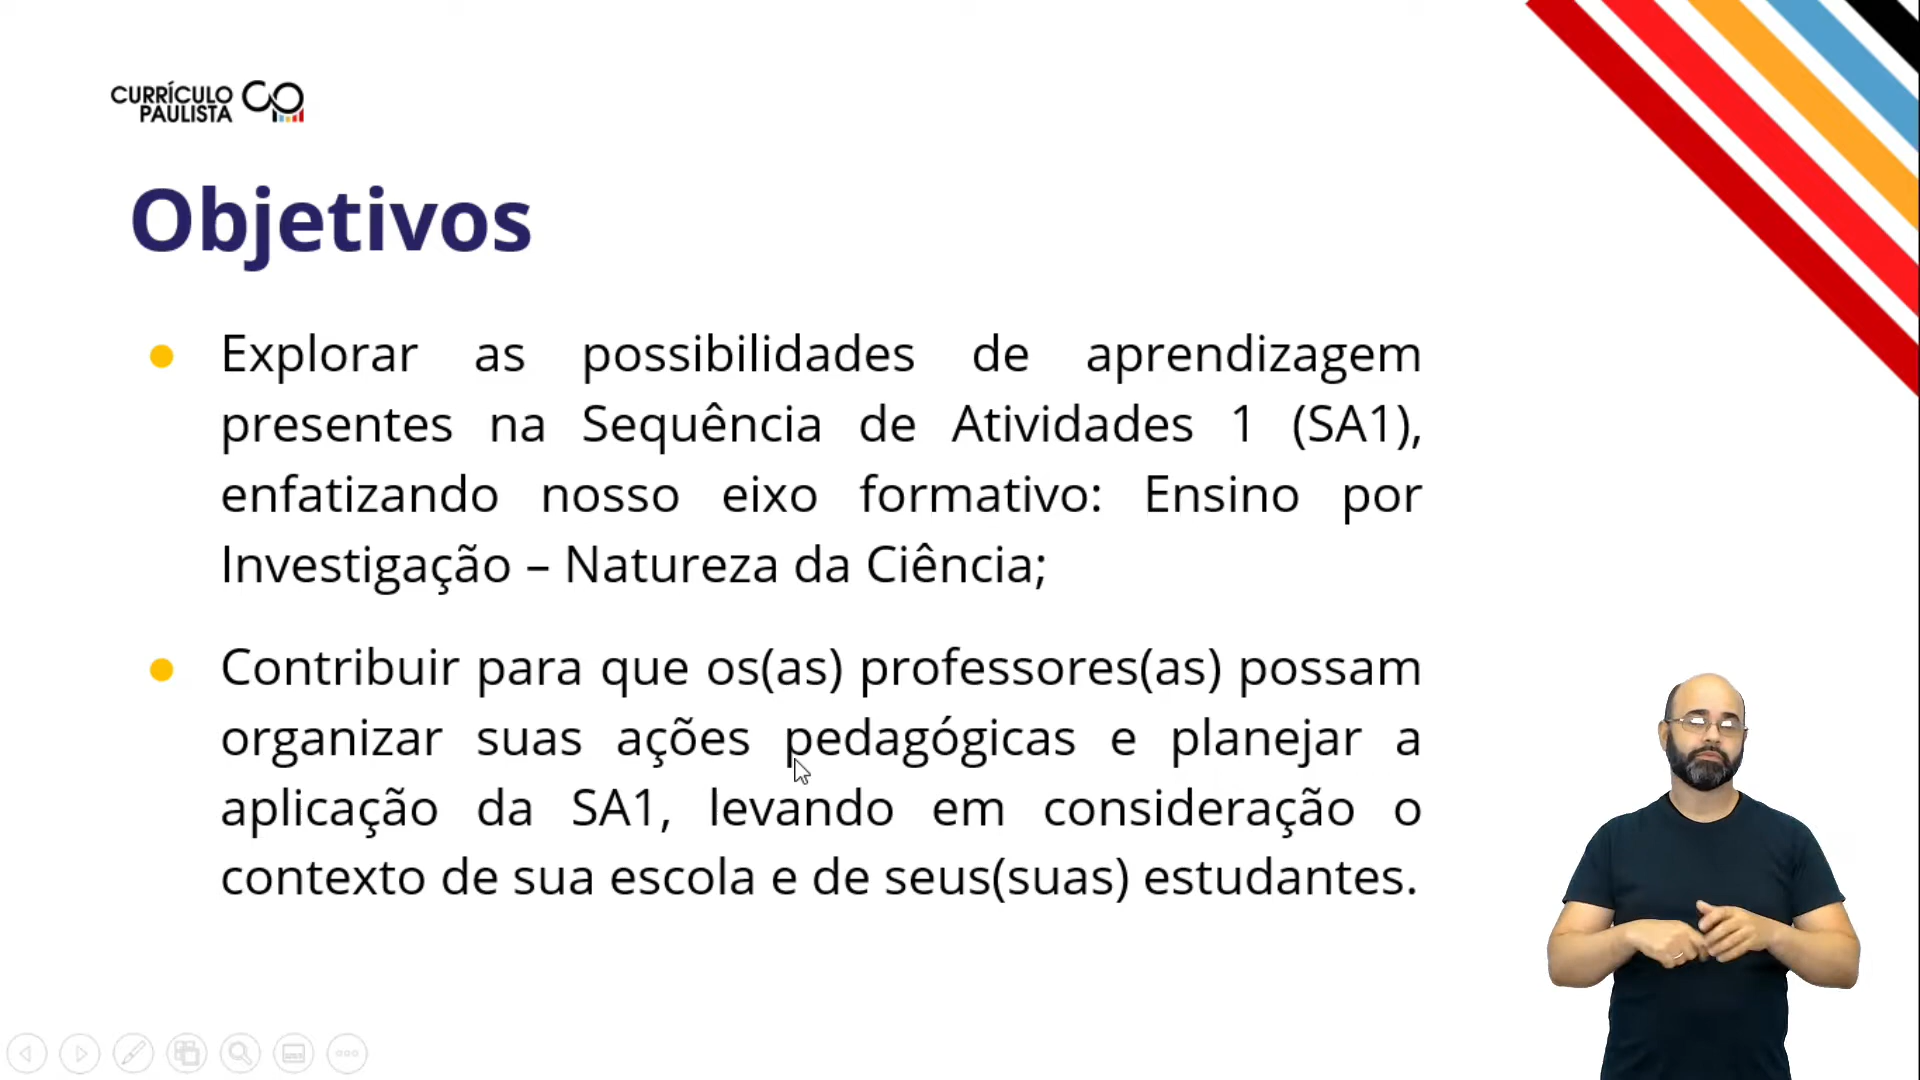 CURRÍCULO
PAULISTA
Objetivos
Explorar as possibilidades de aprendizagem
presentes na Sequência de Atividades 1 (SA1),
enfatizando nosso eixo formativo: Ensino por
Investigação – Natureza da Ciência;
Contribuir para que os(as) professores(as) possam
organizar suas ações pedagógicas e planejar a
aplicação da SA1, levando em consideração o
contexto de sua escola e de seus(suas) estudantes.